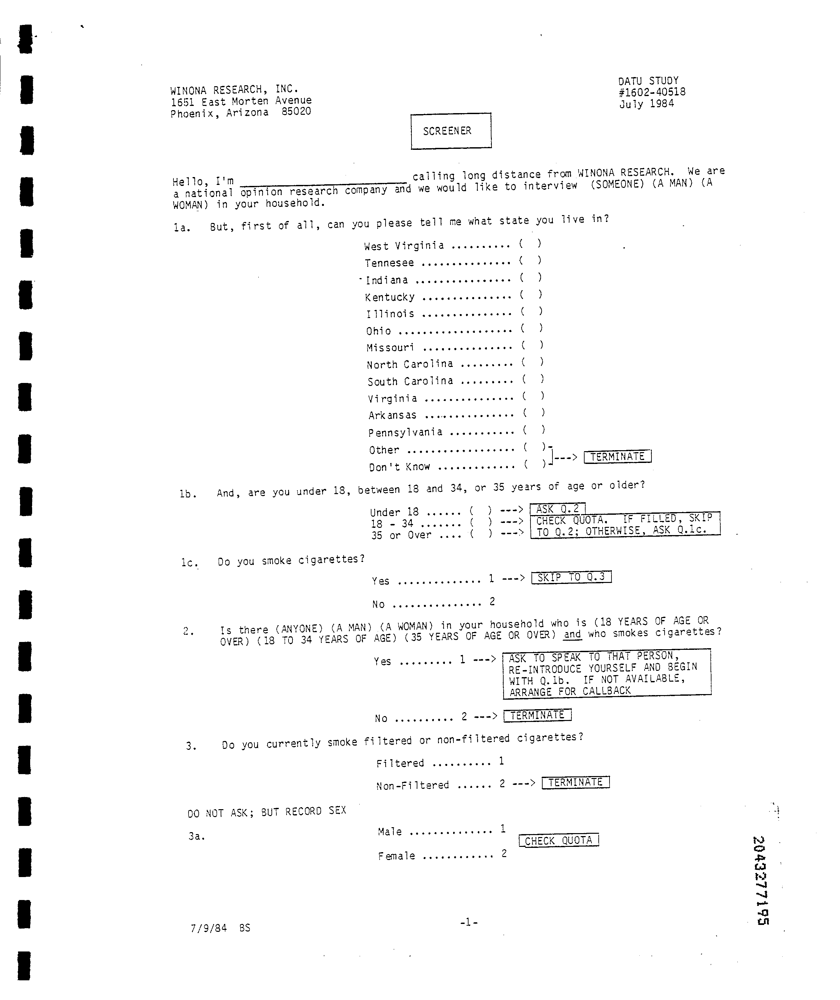 WINONA RESEARCH, INC.
1651 East Morten Avenue
Phoenix, Arizona 85020
DATU STUDY
#1602-40518
July 1984
SCREENER
Hello, I'm ______________________ calling long distance from WINONA RESEARCH. We are
a national opinion research company and we would like to interview (SOMEONE) (A MAN) (A
WOMAN) in your household.
1a. But, first of all, can you please tell me what state you live in?
West Virginia .......... ( )
Tennesee ............... ( )
Indiana ................ ( )
Kentucky ............... ( )
Illinois ............... ( )
Ohio ................... ( )
Missouri ............... ( )
North Carolina ......... ( )
South Carolina ......... ( )
Virginia ............... ( )
Arkansas ............... ( )
Pennsylvania ........... ( )
Other .................. ( )
Don't Know ............. ( ) ---> TERMINATE
1b. And, are you under 18, between 18 and 34, or 35 years of age or older?
Under 18 ...... ( ) ---> ASK Q.2
18 - 34 ....... ( ) ---> CHECK QUOTA. IF FILLED, SKIP
35 or Over .... ( ) ---> TO Q.2; OTHERWISE, ASK Q.1c.
1c. Do you smoke cigarettes?
Yes .............. 1 ---> SKIP TO Q.3
No ............... 2
2. Is there (ANYONE) (A MAN) (A WOMAN) in your household who is (18 YEARS OF AGE OR
OVER) (18 TO 34 YEARS OF AGE) (35 YEARS OF AGE OR OVER) and who smokes cigarettes?
Yes ......... 1 ---> ASK TO SPEAK TO THAT PERSON,
RE-INTRODUCE YOURSELF AND BEGIN
WITH Q.1b. IF NOT AVAILABLE,
ARRANGE FOR CALLBACK
No .......... 2 ---> TERMINATE
3. Do you currently smoke filtered or non-filtered cigarettes?
Filtered .......... 1
Non-Filtered ...... 2 ---> TERMINATE
DO NOT ASK; BUT RECORD SEX
3a. Male .............. 1
CHECK QUOTA
Female ............ 2
7/9/84 BS
-1-
2043277195